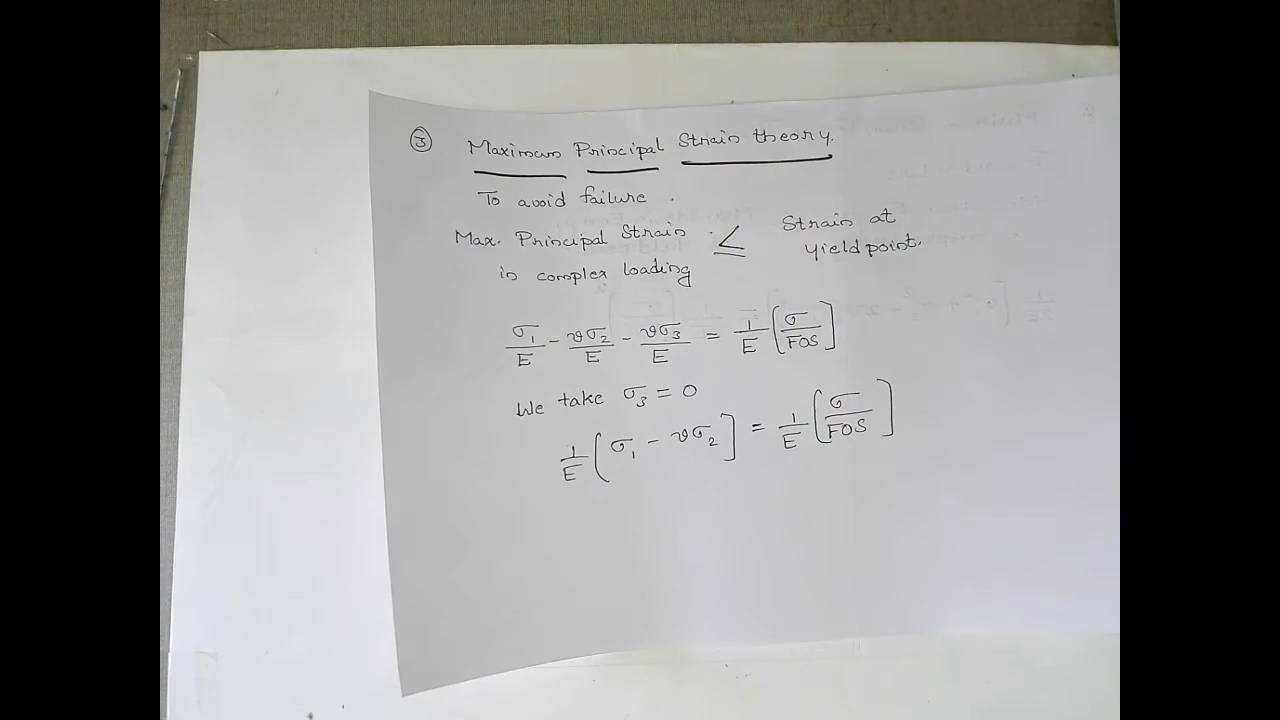 ③ Maximum Principal Strain theory.
To avoid failure.
Max. Principal Strain in complex loading ≤ Strain at yield point.
σ₁/E - νσ₂/E - νσ₃/E = 1/E [σ/FOS]
We take σ₃ = 0
1/E [σ₁ - νσ₂] = 1/E [σ/FOS]